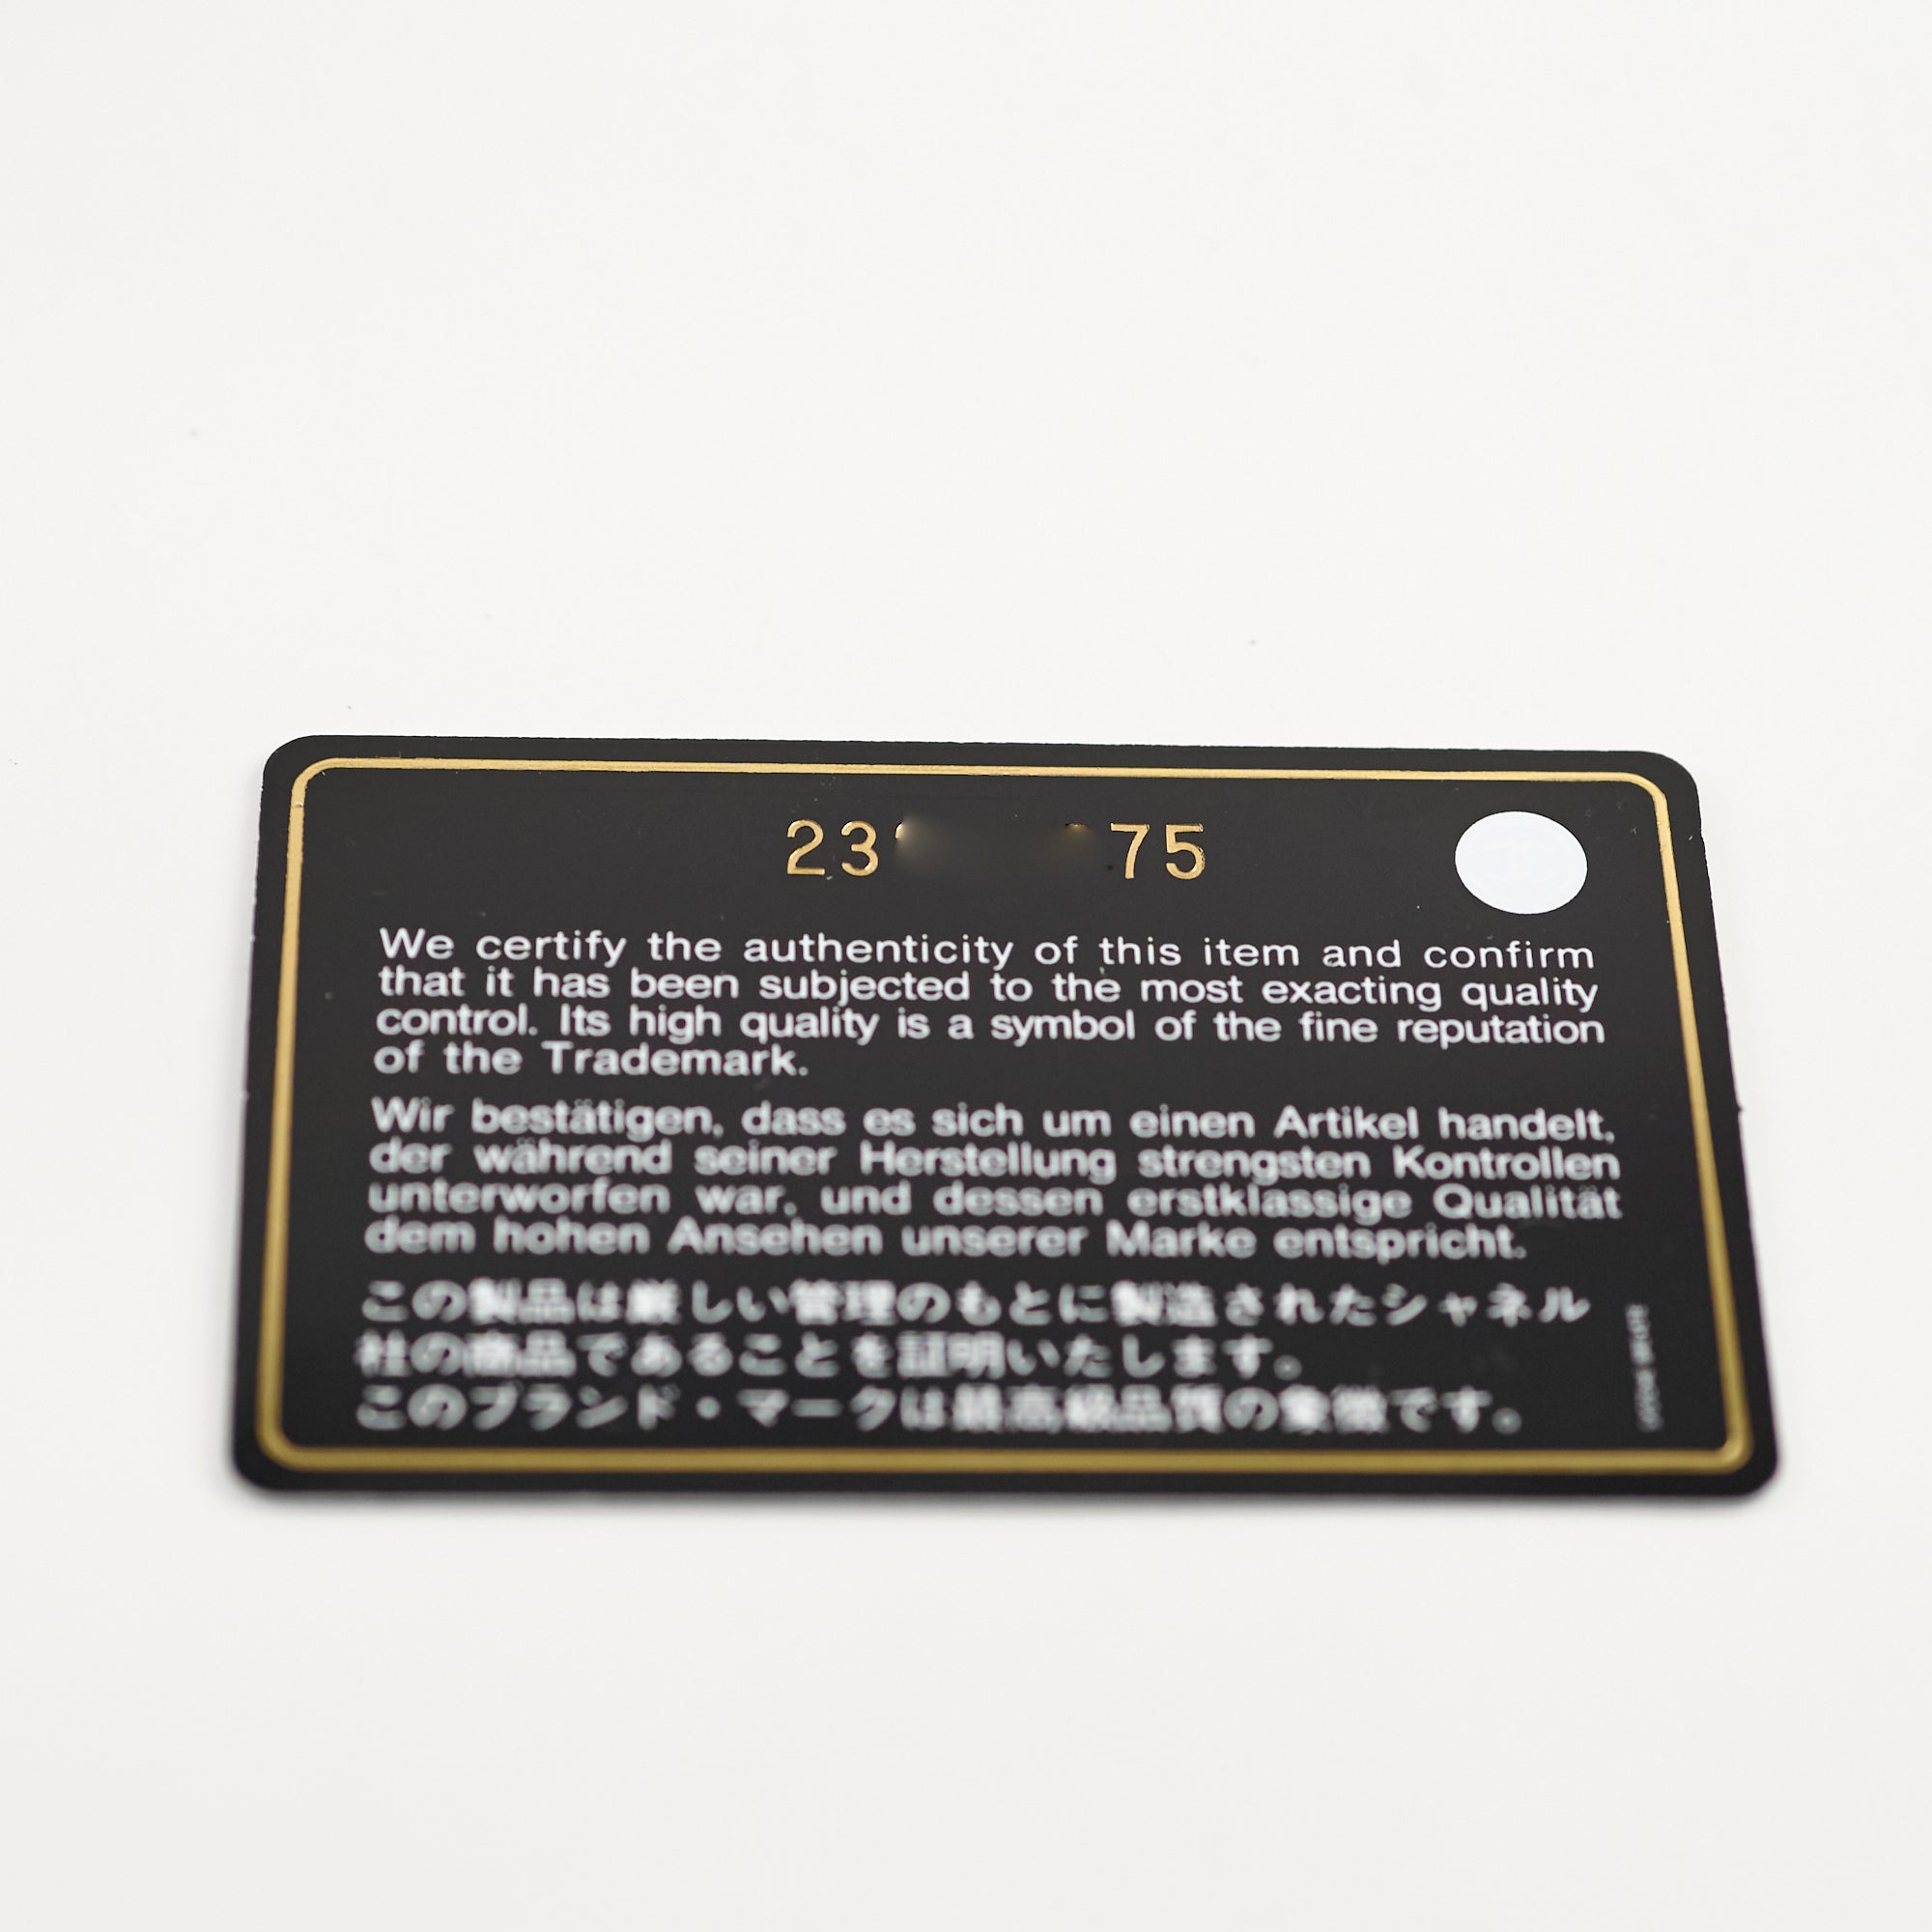 23 75
We certify the authenticity of this item and confirm
that it has been subjected to the most exacting quality
control. Its high quality is a symbol of the fine reputation
of the Trademark.
Wir bestätigen, dass es sich um einen Artikel handelt,
der während seiner Herstellung strengsten Kontrollen
unterworfen war, und dessen erstklassige Qualität
dem hohen Ansehen unserer Marke entspricht.
この製品は厳しい管理のもとに製造されたシャネル
社の商品であることを証明いたします。
このブランド・マークは最高級品質の象徴です。